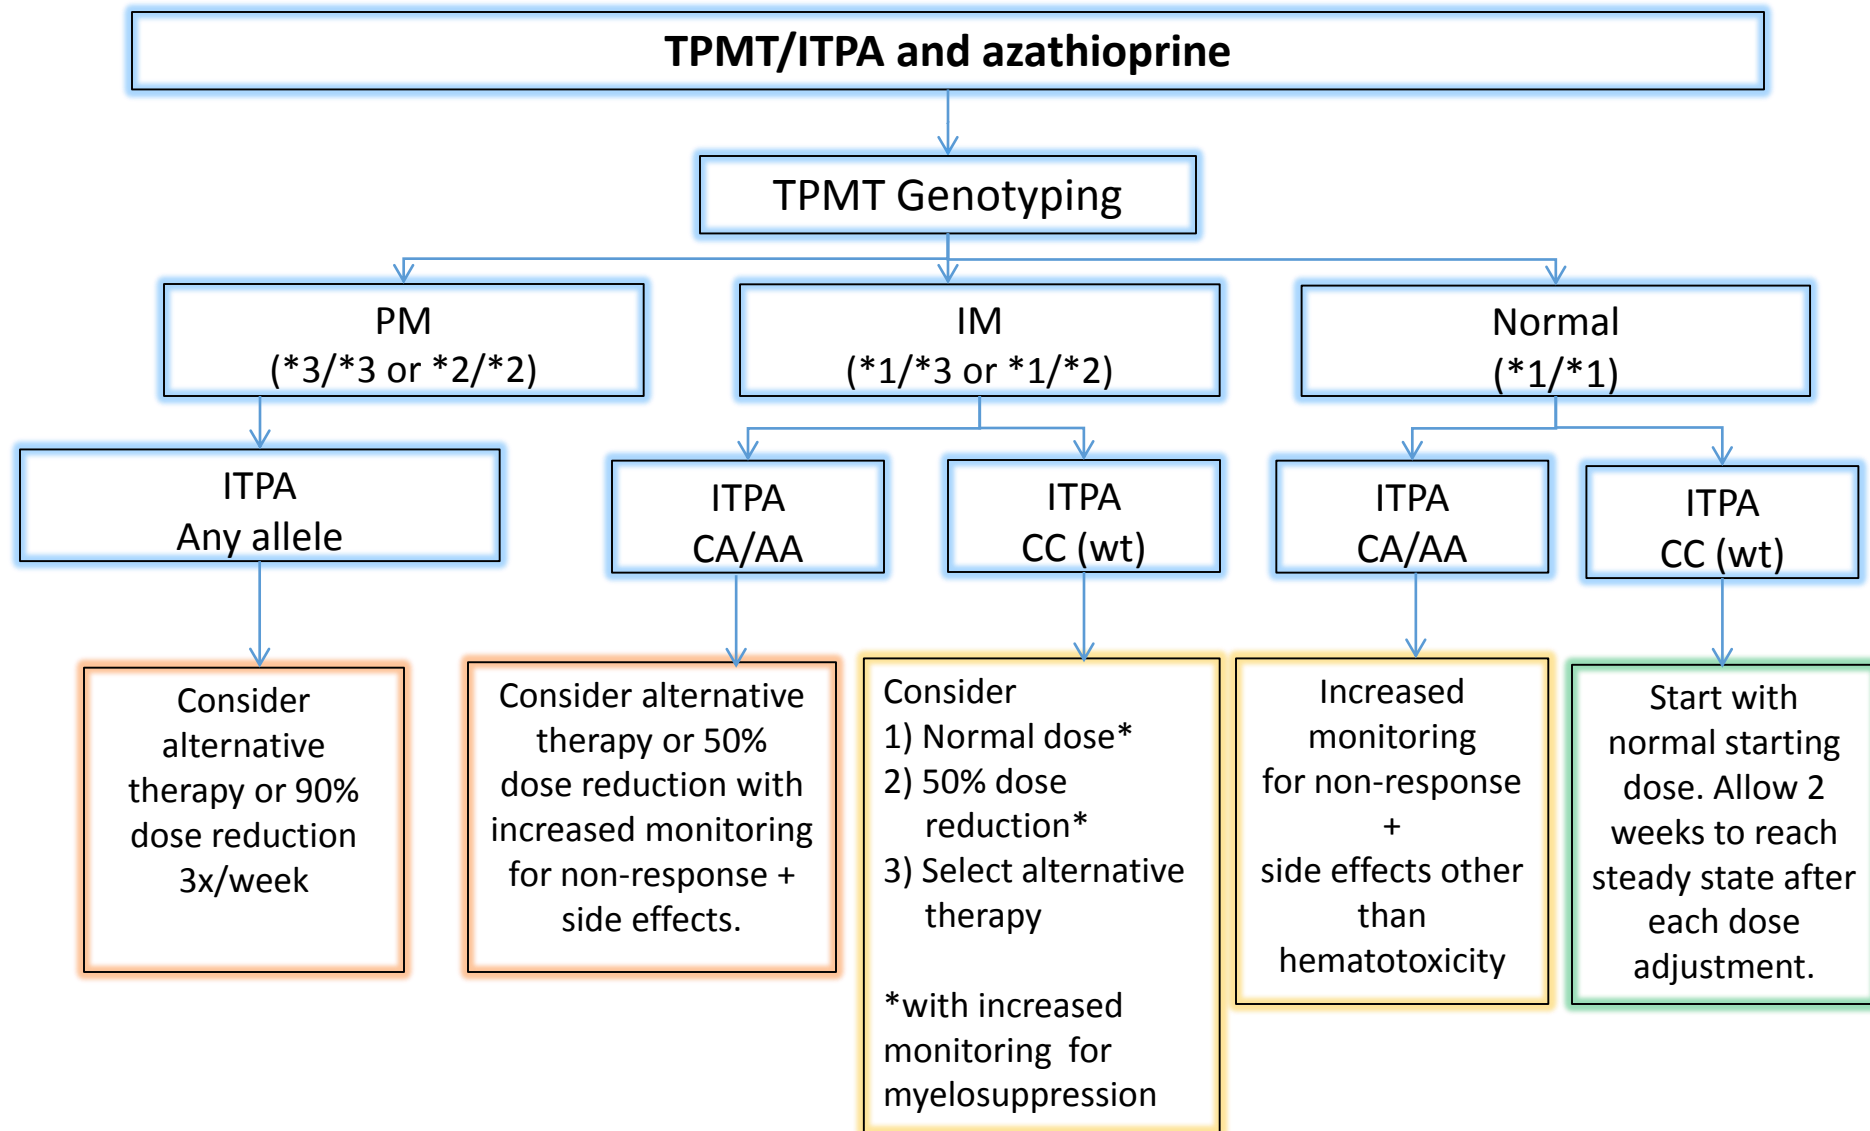 TPMT/ITPA and azathioprine
TPMT Genotyping
PM
(*3/*3 or *2/*2)
IM
(*1/*3 or *1/*2)
Normal
(*1/*1)
ITPA
Any allele
ITPA
CA/AA
ITPA
CC (wt)
ITPA
CA/AA
ITPA
CC (wt)
Consider
alternative
therapy or 90%
dose reduction
3x/week
Consider alternative
therapy or 50%
dose reduction with
increased monitoring
for non-response +
side effects.
Consider
1) Normal dose*
2) 50% dose
reduction*
3) Select alternative
therapy
*with increased
monitoring for
myelosuppression
Increased
monitoring
for non-response
+
side effects other
than
hematotoxicity
Start with
normal starting
dose. Allow 2
weeks to reach
steady state after
each dose
adjustment.